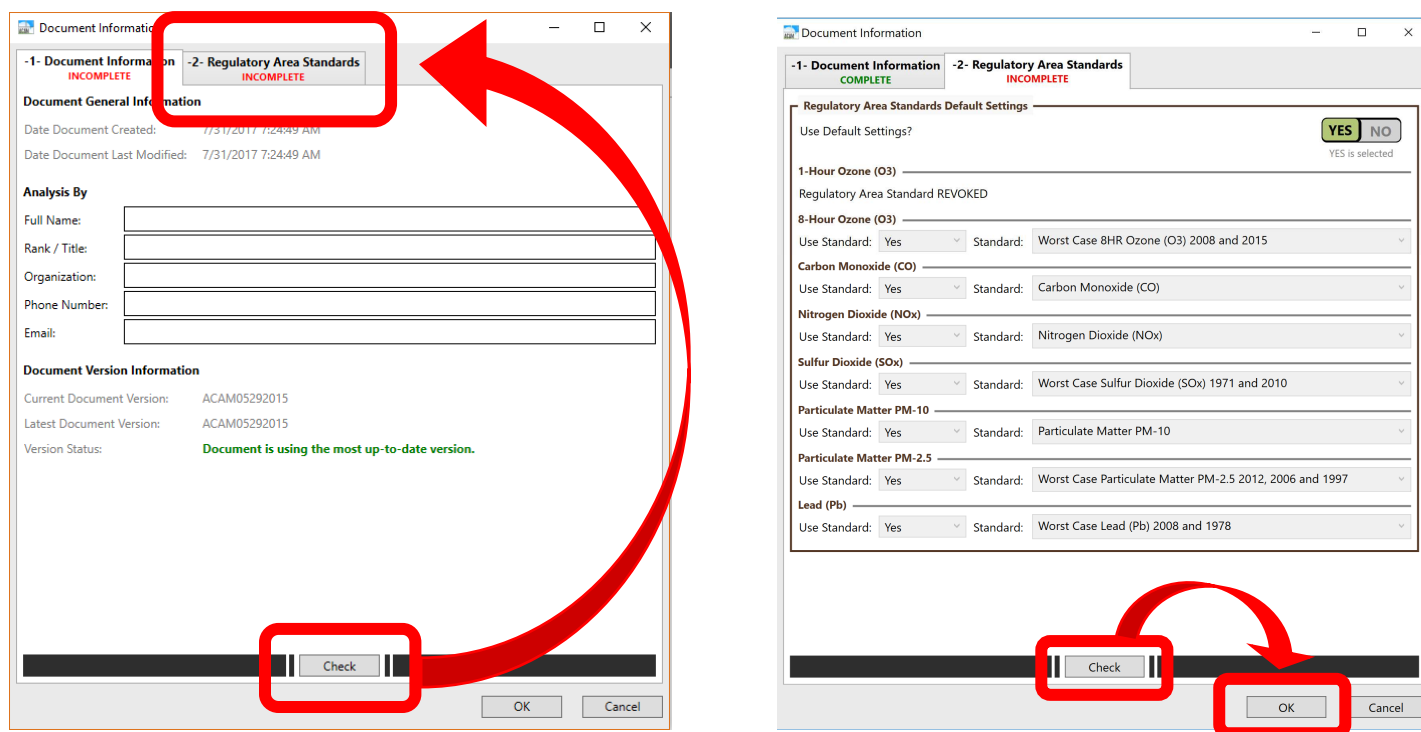 Document Information
-1- Document Information
INCOMPLETE
-2- Regulatory Area Standards
INCOMPLETE
Document General Information
Date Document Created: 7/31/2017 7:24:49 AM
Date Document Last Modified: 7/31/2017 7:24:49 AM
Analysis By
Full Name:
Rank / Title:
Organization:
Phone Number:
Email:
Document Version Information
Current Document Version: ACAM05292015
Latest Document Version: ACAM05292015
Version Status: Document is using the most up-to-date version.
Check
OK Cancel
Document Information
-1- Document Information
COMPLETE
-2- Regulatory Area Standards
INCOMPLETE
Regulatory Area Standards Default Settings
Use Default Settings? YES NO
YES is selected
1-Hour Ozone (O3)
Regulatory Area Standard REVOKED
8-Hour Ozone (O3)
Use Standard: Yes Standard: Worst Case 8HR Ozone (O3) 2008 and 2015
Carbon Monoxide (CO)
Use Standard: Yes Standard: Carbon Monoxide (CO)
Nitrogen Dioxide (NOx)
Use Standard: Yes Standard: Nitrogen Dioxide (NOx)
Sulfur Dioxide (SOx)
Use Standard: Yes Standard: Worst Case Sulfur Dioxide (SOx) 1971 and 2010
Particulate Matter PM-10
Use Standard: Yes Standard: Particulate Matter PM-10
Particulate Matter PM-2.5
Use Standard: Yes Standard: Worst Case Particulate Matter PM-2.5 2012, 2006 and 1997
Lead (Pb)
Use Standard: Yes Standard: Worst Case Lead (Pb) 2008 and 1978
Check
OK Cancel